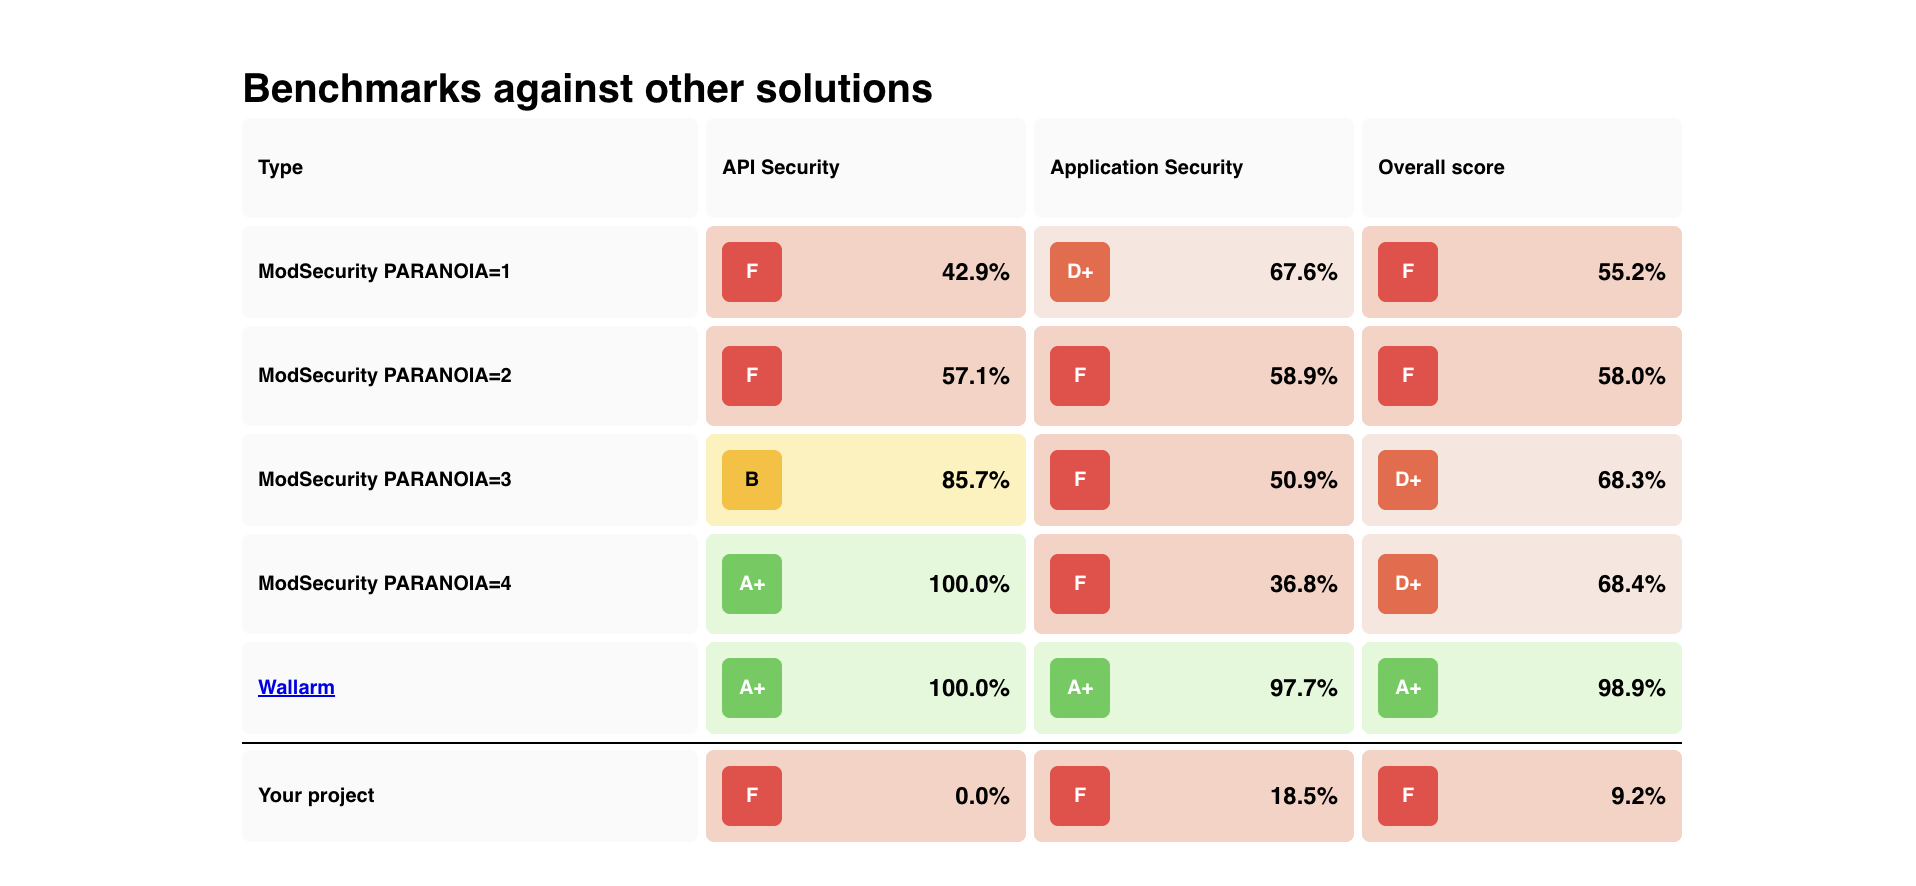 Benchmarks against other solutions
Type API Security Application Security Overall score
ModSecurity PARANOIA=1 F 42.9% D+ 67.6% F 55.2%
ModSecurity PARANOIA=2 F 57.1% F 58.9% F 58.0%
ModSecurity PARANOIA=3 B 85.7% F 50.9% D+ 68.3%
ModSecurity PARANOIA=4 A+ 100.0% F 36.8% D+ 68.4%
Wallarm A+ 100.0% A+ 97.7% A+ 98.9%
Your project F 0.0% F 18.5% F 9.2%